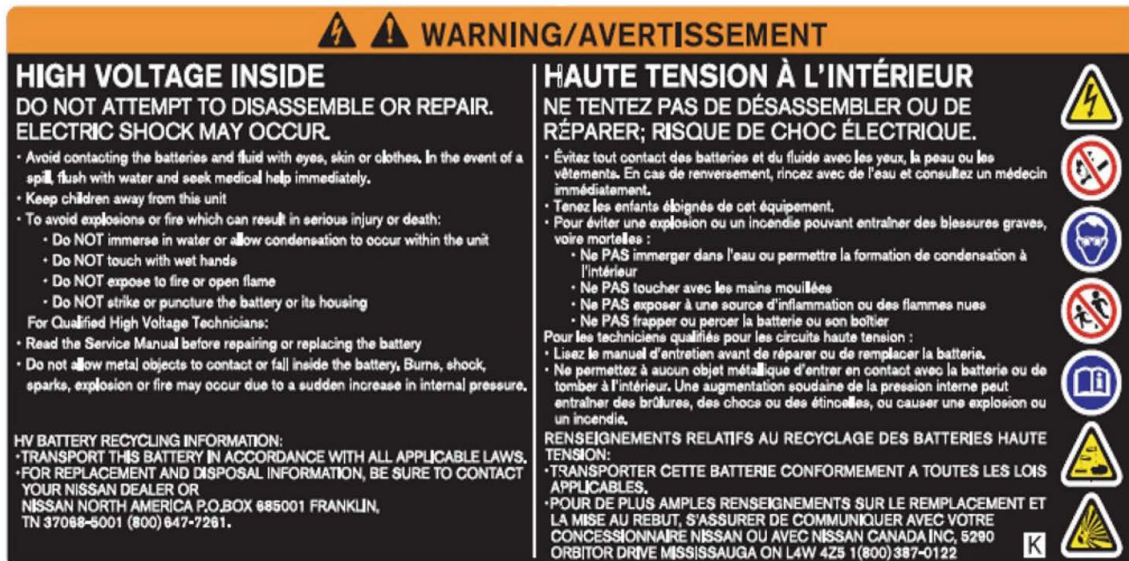 WARNING/AVERTISSEMENT
HIGH VOLTAGE INSIDE
DO NOT ATTEMPT TO DISASSEMBLE OR REPAIR.
ELECTRIC SHOCK MAY OCCUR.
· Avoid contacting the batteries and fluid with eyes, skin or clothes. In the event of a
spill, flush with water and seek medical help immediately.
· Keep children away from this unit
· To avoid explosions or fire which can result in serious injury or death:
· Do NOT immerse in water or allow condensation to occur within the unit
· Do NOT touch with wet hands
· Do NOT expose to fire or open flame
· Do NOT strike or puncture the battery or its housing
For Qualified High Voltage Technicians:
· Read the Service Manual before repairing or replacing the battery
· Do not allow metal objects to contact or fall inside the battery. Burns, shock,
sparks, explosion or fire may occur due to a sudden increase in internal pressure.
HV BATTERY RECYCLING INFORMATION:
·TRANSPORT THIS BATTERY IN ACCORDANCE WITH ALL APPLICABLE LAWS.
·FOR REPLACEMENT AND DISPOSAL INFORMATION, BE SURE TO CONTACT
YOUR NISSAN DEALER OR
NISSAN NORTH AMERICA P.O.BOX 685001 FRANKLIN,
TN 37068-5001 (800) 647-7261.
HAUTE TENSION À L'INTÉRIEUR
NE TENTEZ PAS DE DÉSASSEMBLER OU DE
RÉPARER; RISQUE DE CHOC ÉLECTRIQUE.
· Évitez tout contact des batteries et du fluide avec les yeux, la peau ou les
vêtements. En cas de renversement, rincez avec de l'eau et consultez un médecin
immédiatement.
· Tenez les enfants éloignés de cet équipement.
· Pour éviter une explosion ou un incendie pouvant entraîner des blessures graves,
voire mortelles :
· Ne PAS immerger dans l'eau ou permettre la formation de condensation à
l'intérieur
· Ne PAS toucher avec les mains mouillées
· Ne PAS exposer à une source d'inflammation ou des flammes nues
· Ne PAS frapper ou percer la batterie ou son boîtier
Pour les techniciens qualifiés pour les circuits haute tension :
· Lisez le manuel d'entretien avant de réparer ou de remplacer la batterie.
· Ne permettez à aucun objet métallique d'entrer en contact avec la batterie ou de
tomber à l'intérieur. Une augmentation soudaine de la pression interne peut
entraîner des brûlures, des chocs ou des étincelles, ou causer une explosion ou
un incendie.
RENSEIGNEMENTS RELATIFS AU RECYCLAGE DES BATTERIES HAUTE
TENSION:
·TRANSPORTER CETTE BATTERIE CONFORMEMENT A TOUTES LES LOIS
APPLICABLES.
·POUR DE PLUS AMPLES RENSEIGNEMENTS SUR LE REMPLACEMENT ET
LA MISE AU REBUT, S'ASSURER DE COMMUNIQUER AVEC VOTRE
CONCESSIONNAIRE NISSAN OU AVEC NISSAN CANADA INC, 5290
ORBITOR DRIVE MISSISSAUGA ON L4W 4Z5 1(800) 387-0122
K